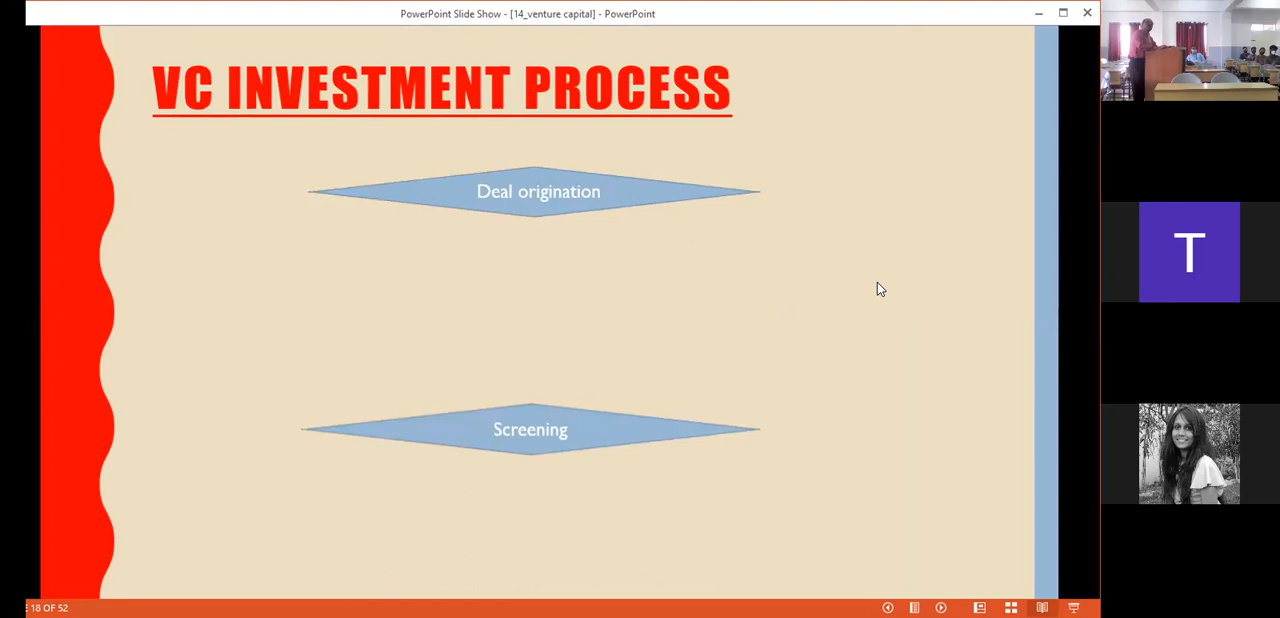 PowerPoint Slide Show - [14_venture capital] - PowerPoint
VC INVESTMENT PROCESS
Deal origination
T
Screening
18 OF 52